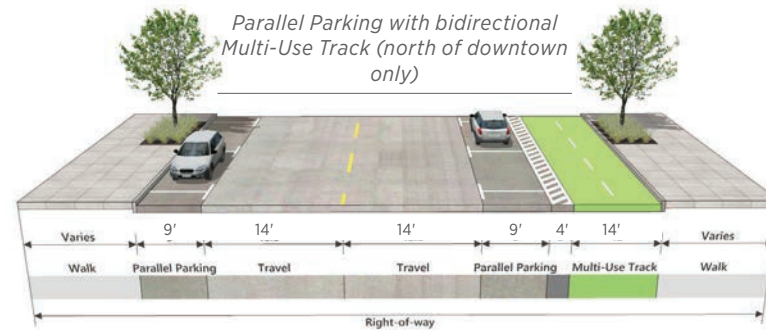 Parallel Parking with bidirectional
Multi-Use Track (north of downtown
only)
Varies 9' 14' 14' 9' 4' 14' Varies
Walk Parallel Parking Travel Travel Parallel Parking Multi-Use Track Walk
Right-of-way